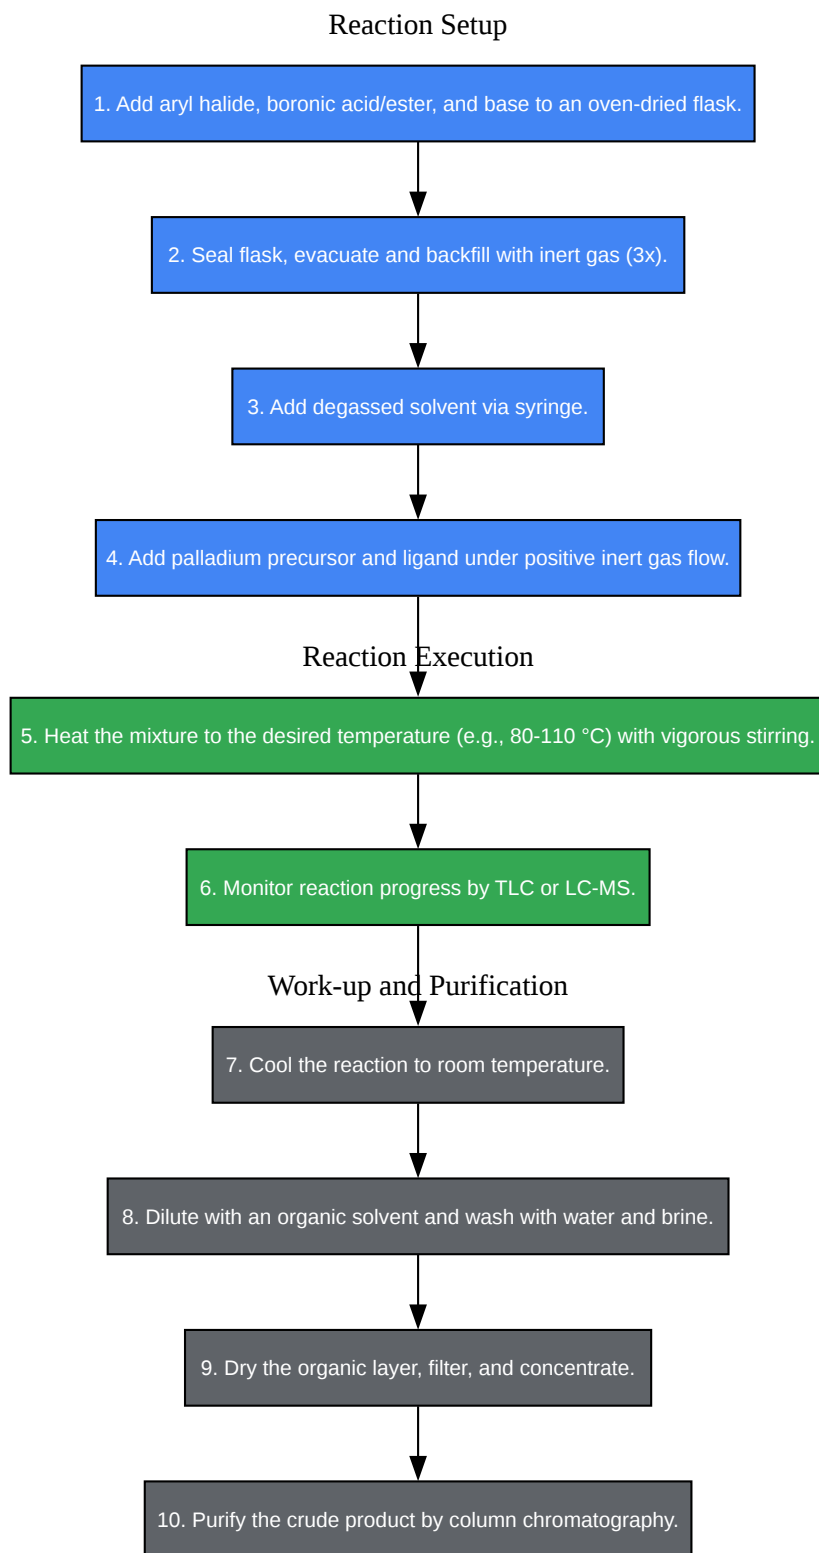 Reaction Setup
1. Add aryl halide, boronic acid/ester, and base to an oven-dried flask.
2. Seal flask, evacuate and backfill with inert gas (3x).
3. Add degassed solvent via syringe.
4. Add palladium precursor and ligand under positive inert gas flow.
Reaction Execution
5. Heat the mixture to the desired temperature (e.g., 80-110 °C) with vigorous stirring.
6. Monitor reaction progress by TLC or LC-MS.
Work-up and Purification
7. Cool the reaction to room temperature.
8. Dilute with an organic solvent and wash with water and brine.
9. Dry the organic layer, filter, and concentrate.
10. Purify the crude product by column chromatography.